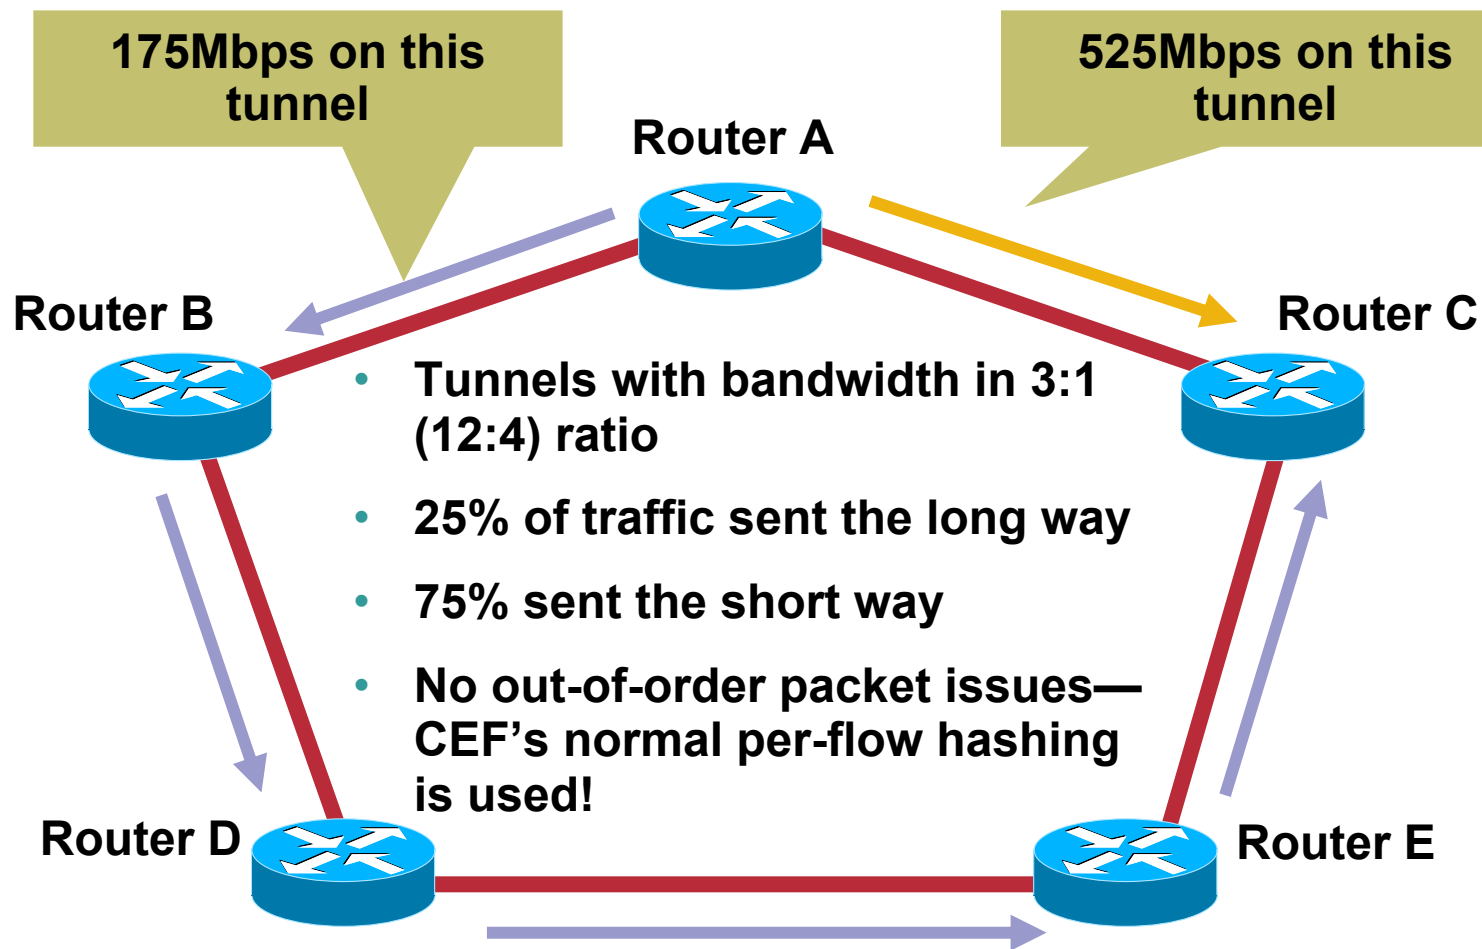 175Mbps on this
tunnel
525Mbps on this
tunnel
Router A
Router B
Router C
• Tunnels with bandwidth in 3:1
(12:4) ratio
• 25% of traffic sent the long way
• 75% sent the short way
• No out-of-order packet issues—
CEF’s normal per-flow hashing
is used!
Router D
Router E